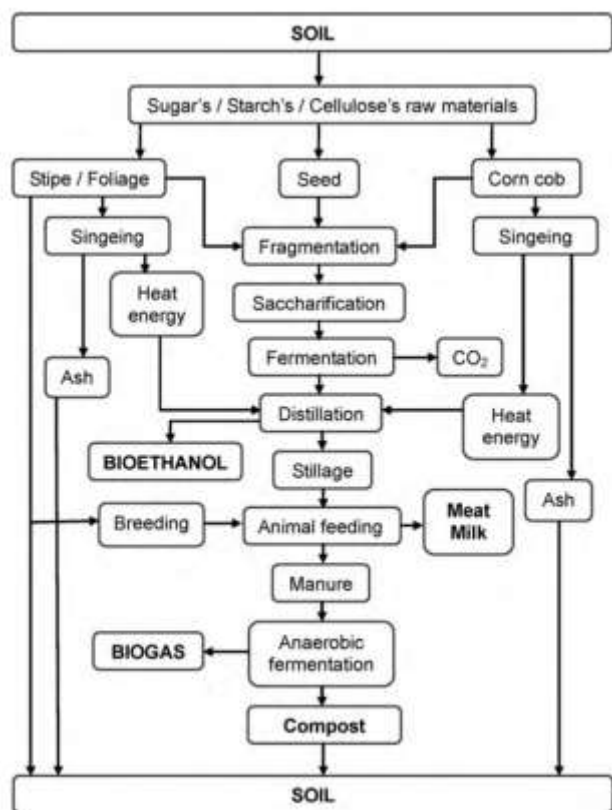 SOIL
Sugar's / Starch's / Cellulose's raw materials
Stipe / Foliage
Seed
Corn cob
Singeing
Fragmentation
Singeing
Heat
energy
Saccharification
Fermentation
CO₂
Ash
Distillation
Heat
energy
BIOETHANOL
Stillage
Ash
Breeding
Animal feeding
Meat
Milk
Manure
BIOGAS
Anaerobic
fermentation
Compost
SOIL